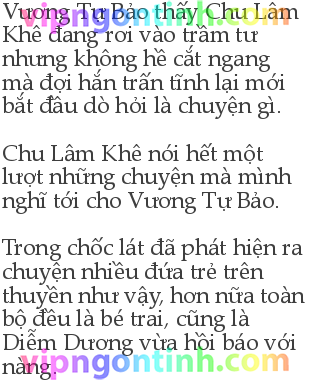 Vương Tự Bảo thấy Chu Lâm
Khê đang rơi vào trầm tư
nhưng không hề cắt ngang
mà đợi hắn trấn tĩnh lại mới
bắt đầu dò hỏi là chuyện gì.
Chu Lâm Khê nói hết một
lượt những chuyện mà mình
nghĩ tới cho Vương Tự Bảo.
Trong chốc lát đã phát hiện ra
chuyện nhiều đứa trẻ trên
thuyền như vậy, hơn nữa toàn
bộ đều là bé trai, cũng là
Diễm Dương vừa hồi báo với
nàng.
vipngontinh.com
vipngontinh.com